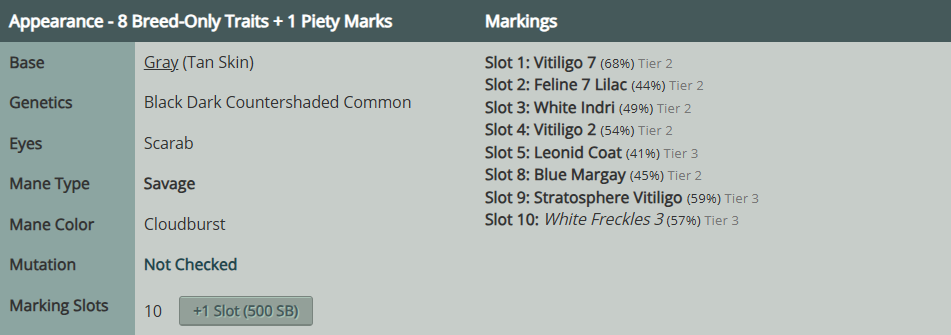 Appearance - 8 Breed-Only Traits + 1 Piety Marks
Base Gray (Tan Skin)
Genetics Black Dark Countershaded Common
Eyes Scarab
Mane Type Savage
Mane Color Cloudburst
Mutation Not Checked
Marking Slots 10 +1 Slot (500 SB)
Markings
Slot 1: Vitiligo 7 (68%) Tier 2
Slot 2: Feline 7 Lilac (44%) Tier 2
Slot 3: White Indri (49%) Tier 2
Slot 4: Vitiligo 2 (54%) Tier 2
Slot 5: Leonid Coat (41%) Tier 3
Slot 8: Blue Margay (45%) Tier 2
Slot 9: Stratosphere Vitiligo (59%) Tier 3
Slot 10: White Freckles 3 (57%) Tier 3